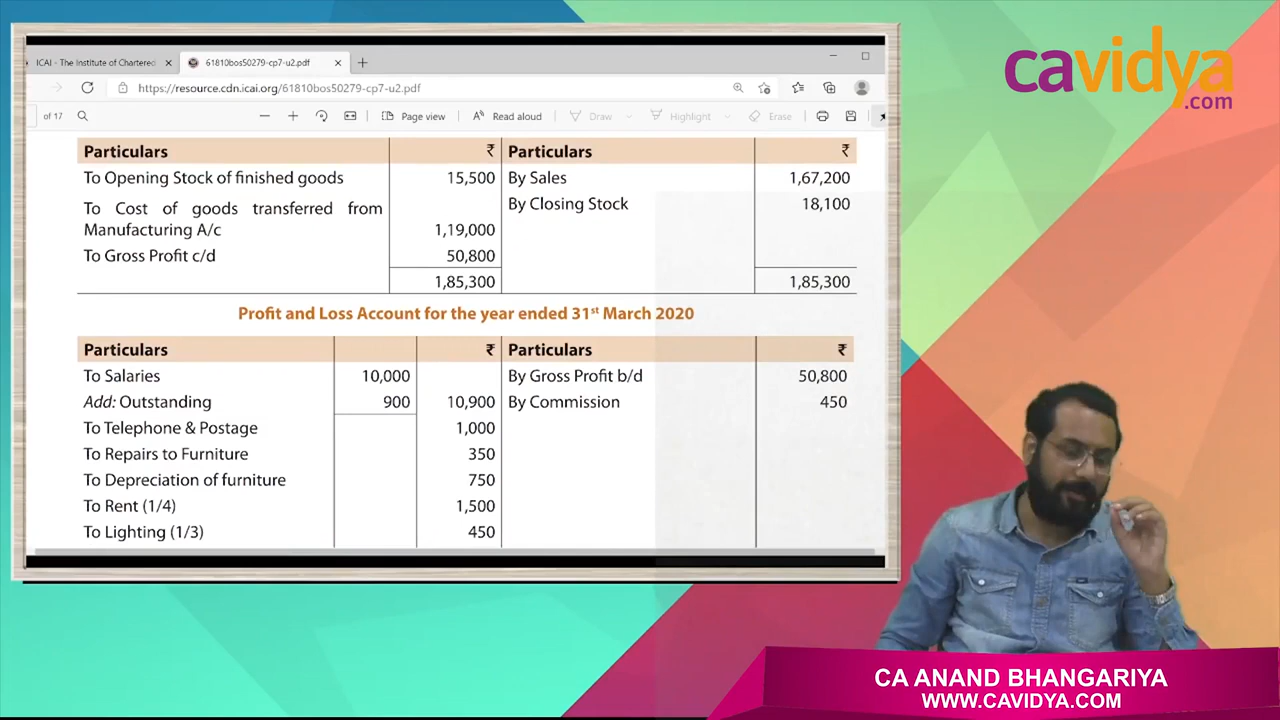 cavidya
.com
ICAI - The Institute of Chartered
61810bos50279-cp7-u2.pdf
https://resource.cdn.icai.org/61810bos50279-cp7-u2.pdf
of 17
Page view
Read aloud
Draw
Highlight
Erase
Particulars ₹ Particulars ₹
To Opening Stock of finished goods 15,500 By Sales 1,67,200
To Cost of goods transferred from By Closing Stock 18,100
Manufacturing A/c 1,19,000
To Gross Profit c/d 50,800
1,85,300 1,85,300
Profit and Loss Account for the year ended 31st March 2020
Particulars ₹ Particulars ₹
To Salaries 10,000 By Gross Profit b/d 50,800
Add: Outstanding 900 10,900 By Commission 450
To Telephone & Postage 1,000
To Repairs to Furniture 350
To Depreciation of furniture 750
To Rent (1/4) 1,500
To Lighting (1/3) 450
CA ANAND BHANGARIYA
WWW.CAVIDYA.COM